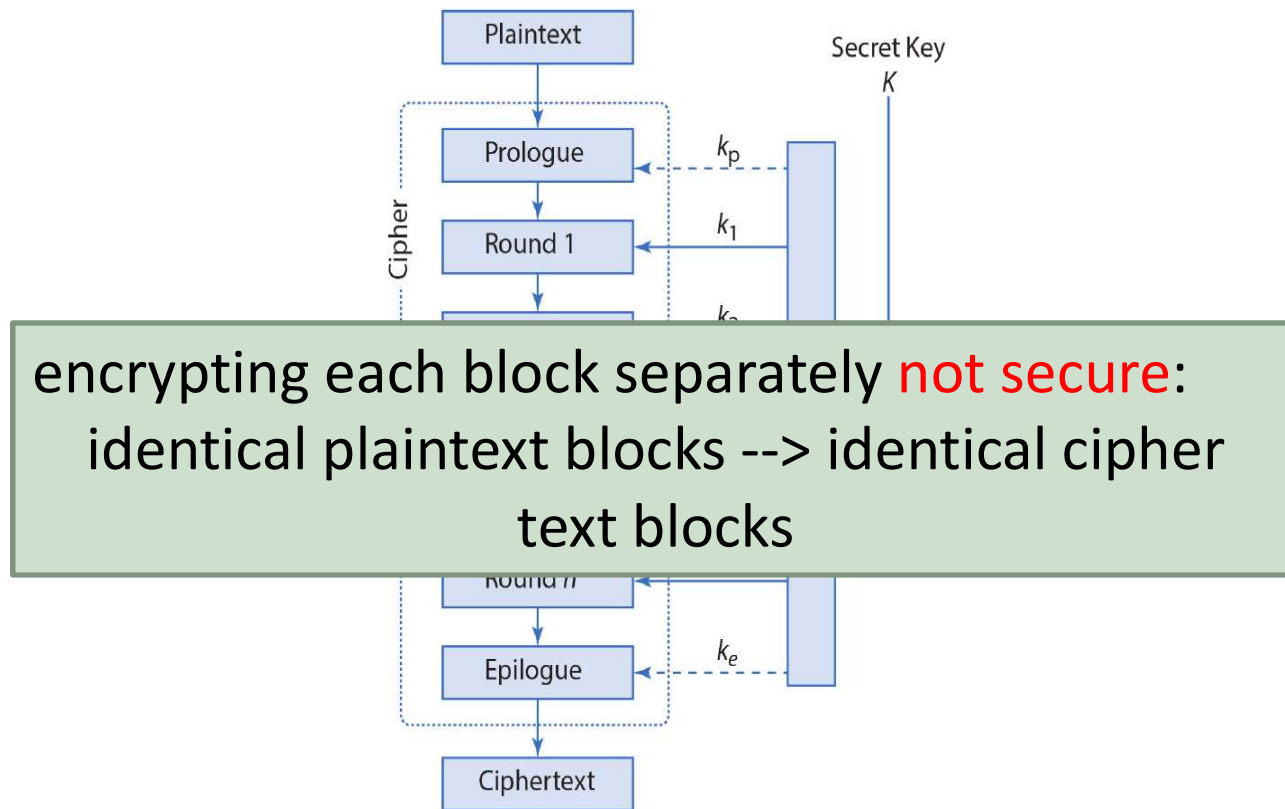 Plaintext
Secret Key
K
Prologue
kp
Cipher
Round 1
k1
encrypting each block separately not secure:
identical plaintext blocks --> identical cipher
text blocks
Round n
Epilogue
ke
Ciphertext